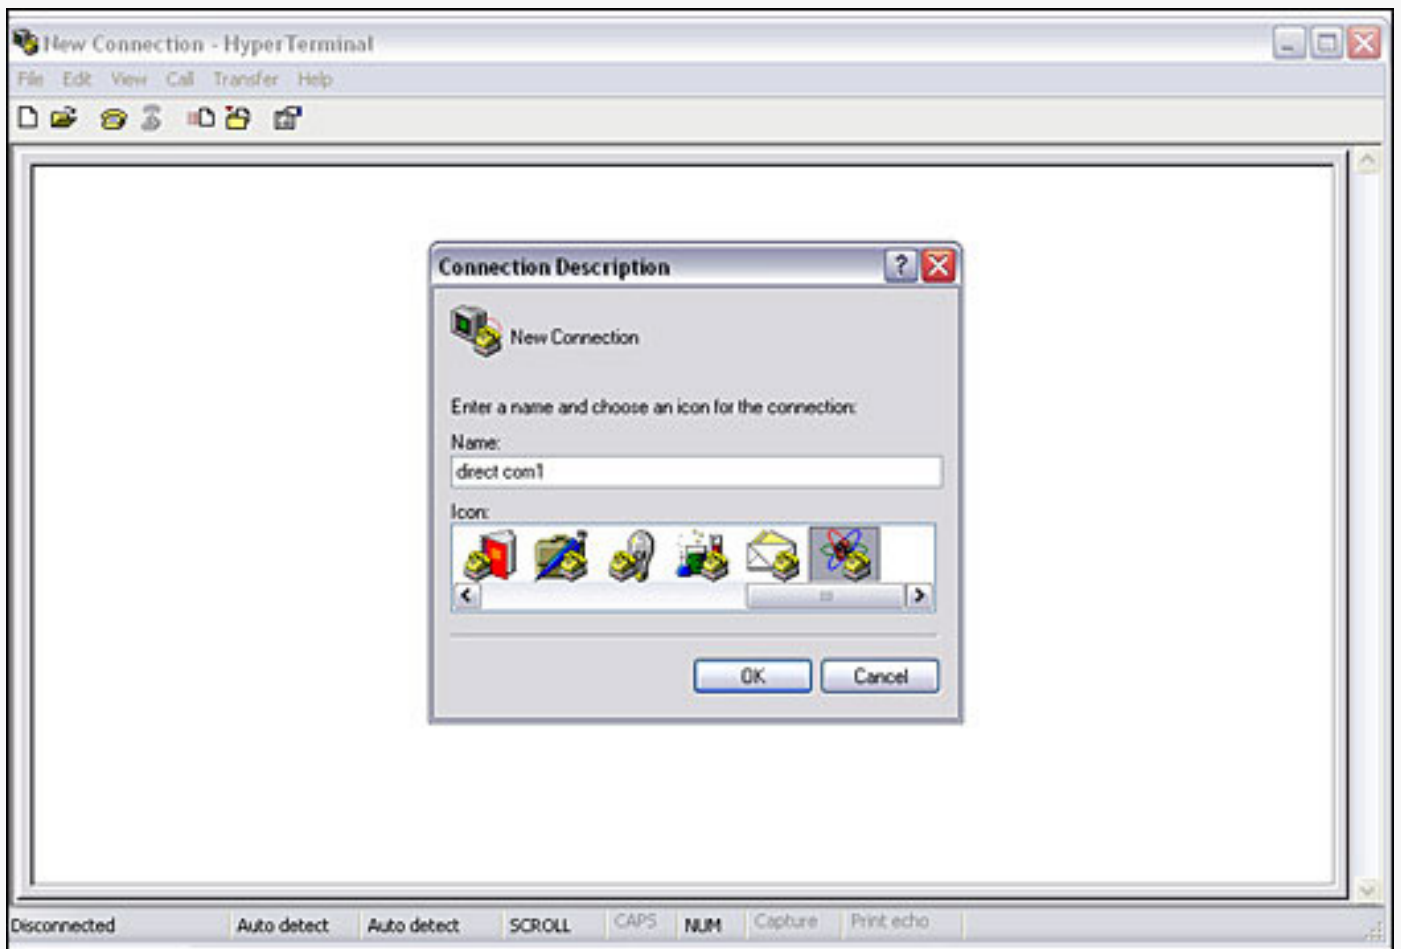 New Connection - HyperTerminal
File Edit View Call Transfer Help
Connection Description
?
New Connection
Enter a name and choose an icon for the connection:
Name:
direct com1
Icon:
OK Cancel
Disconnected Auto detect Auto detect SCROLL CAPS NUM Capture Print echo